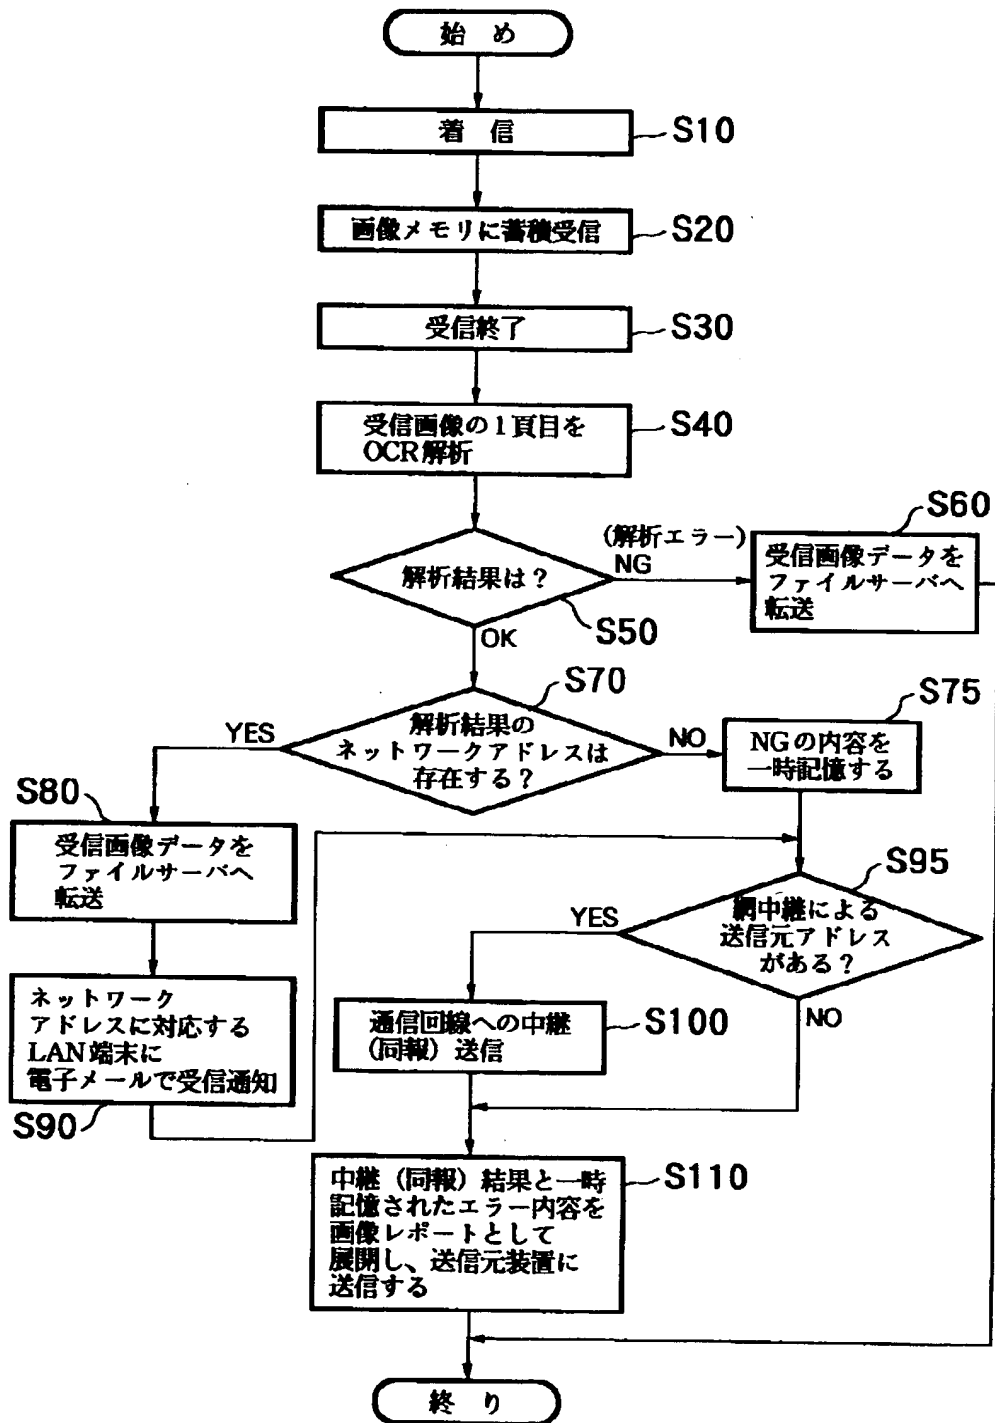 始 め
着 信
S10
画像メモリに蓄積受信
S20
受信終了
S30
受信画像の1頁目を
OCR解析
S40
解析結果は?
S50
(解析エラー)
NG
OK
S60
受信画像データを
ファイルサーバへ
転送
S70
解析結果の
ネットワークアドレスは
存在する?
YES
NO
S75
NGの内容を
一時記憶する
S80
受信画像データを
ファイルサーバへ
転送
S95
網中継による
送信元アドレス
がある?
YES
NO
ネットワーク
アドレスに対応する
LAN端末に
電子メールで受信通知
S90
通信回線への中継
(同報)送信
S100
中継(同報)結果と一時
記憶されたエラー内容を
画像レポートとして
展開し、送信元装置に
送信する
S110
終 り